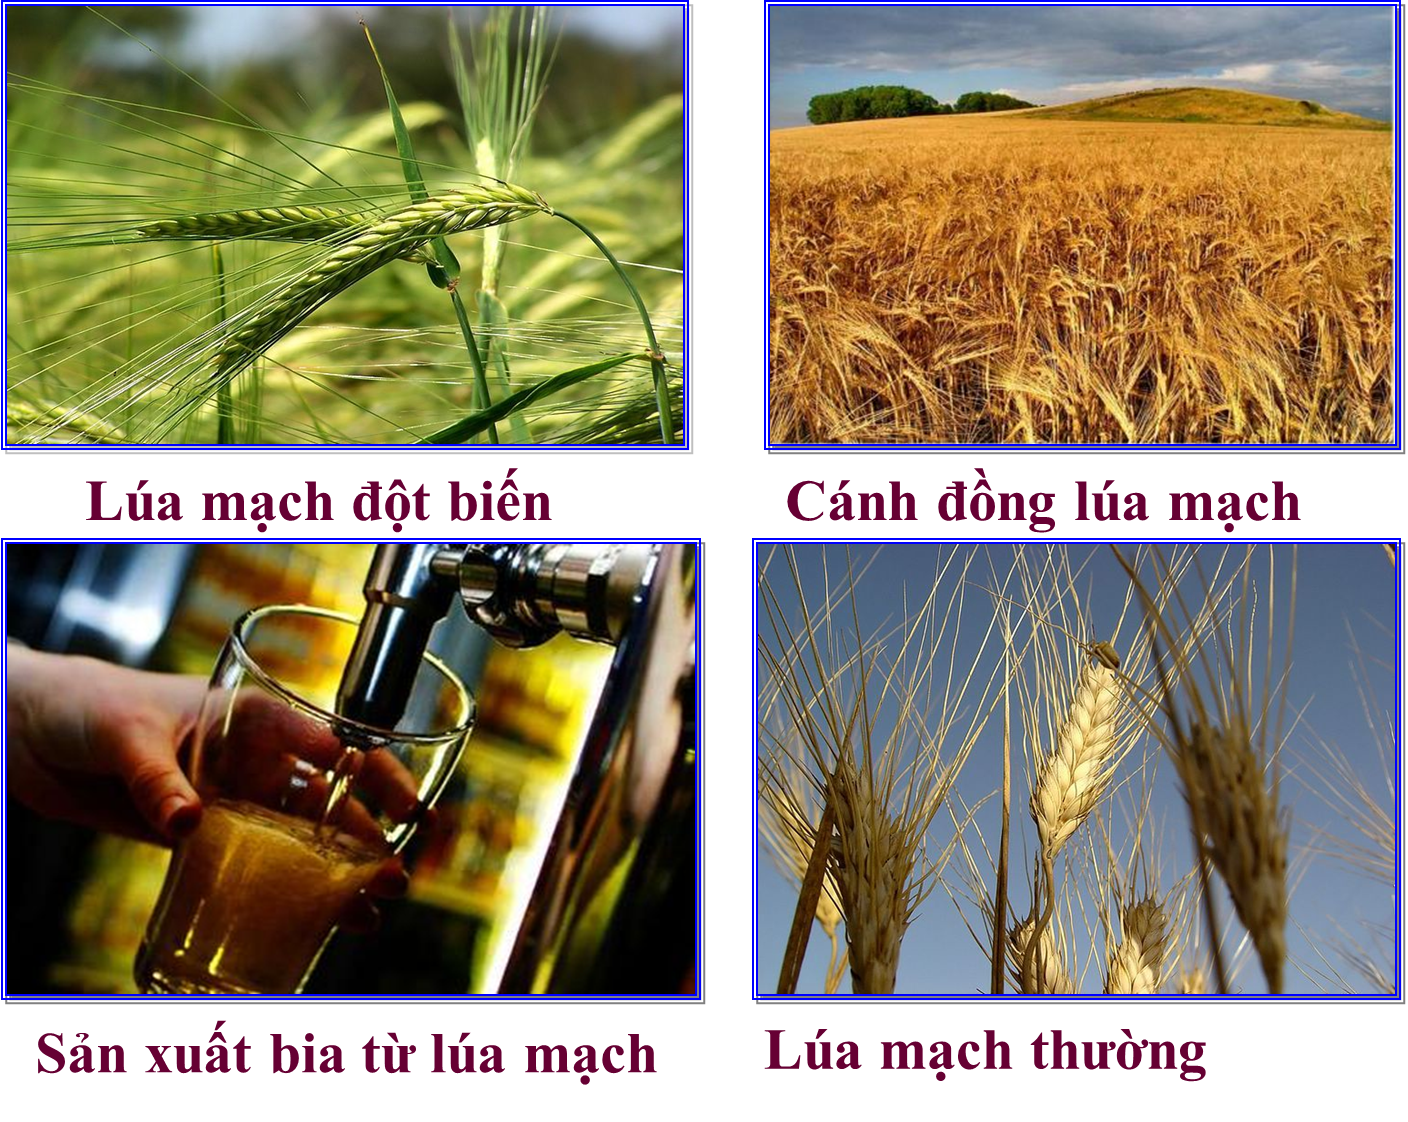 Lúa mạch đột biến
Cánh đồng lúa mạch
Sản xuất bia từ lúa mạch
Lúa mạch thường